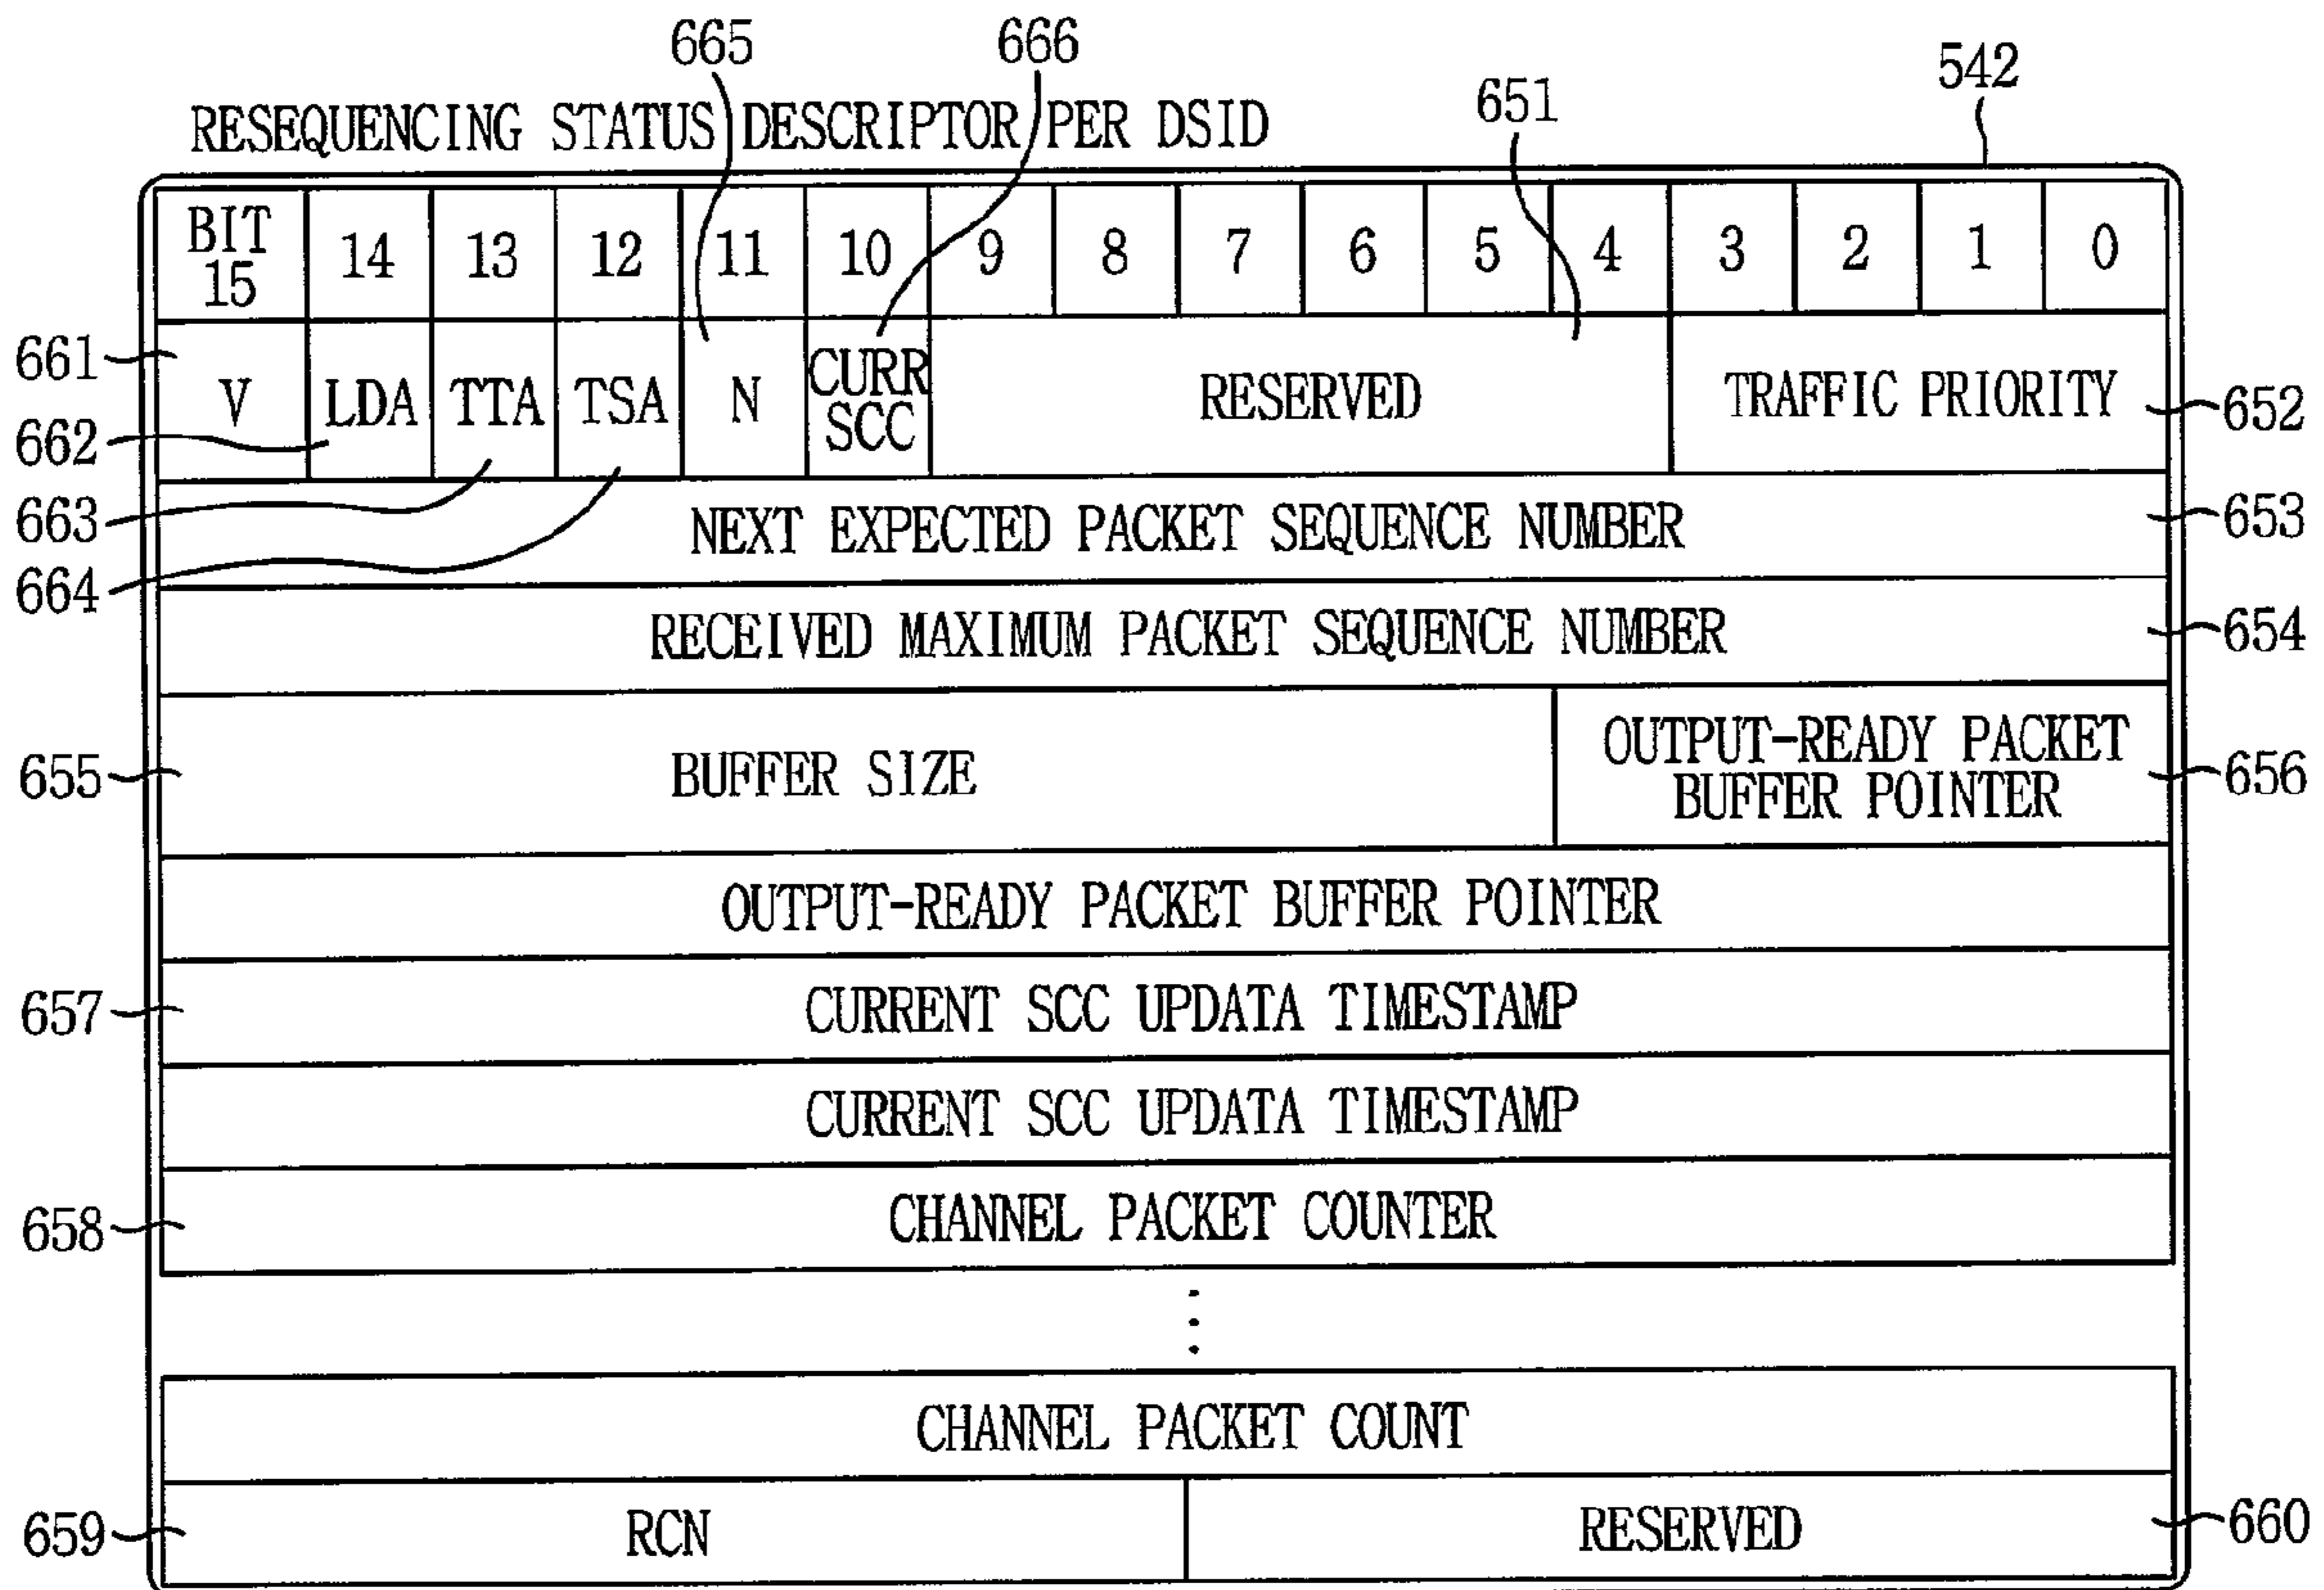 665 666 542
RESEQUENCING STATUS DESCRIPTOR PER DSID 651
BIT 15 14 13 12 11 10 9 8 7 6 5 4 3 2 1 0
661 V LDA TTA TSA N CURR SCC RESERVED TRAFFIC PRIORITY 652
662
663 NEXT EXPECTED PACKET SEQUENCE NUMBER 653
664
RECEIVED MAXIMUM PACKET SEQUENCE NUMBER 654
655 BUFFER SIZE OUTPUT-READY PACKET BUFFER POINTER 656
OUTPUT-READY PACKET BUFFER POINTER
657 CURRENT SCC UPDATA TIMESTAMP
CURRENT SCC UPDATA TIMESTAMP
658 CHANNEL PACKET COUNTER
CHANNEL PACKET COUNT
659 RCN RESERVED 660